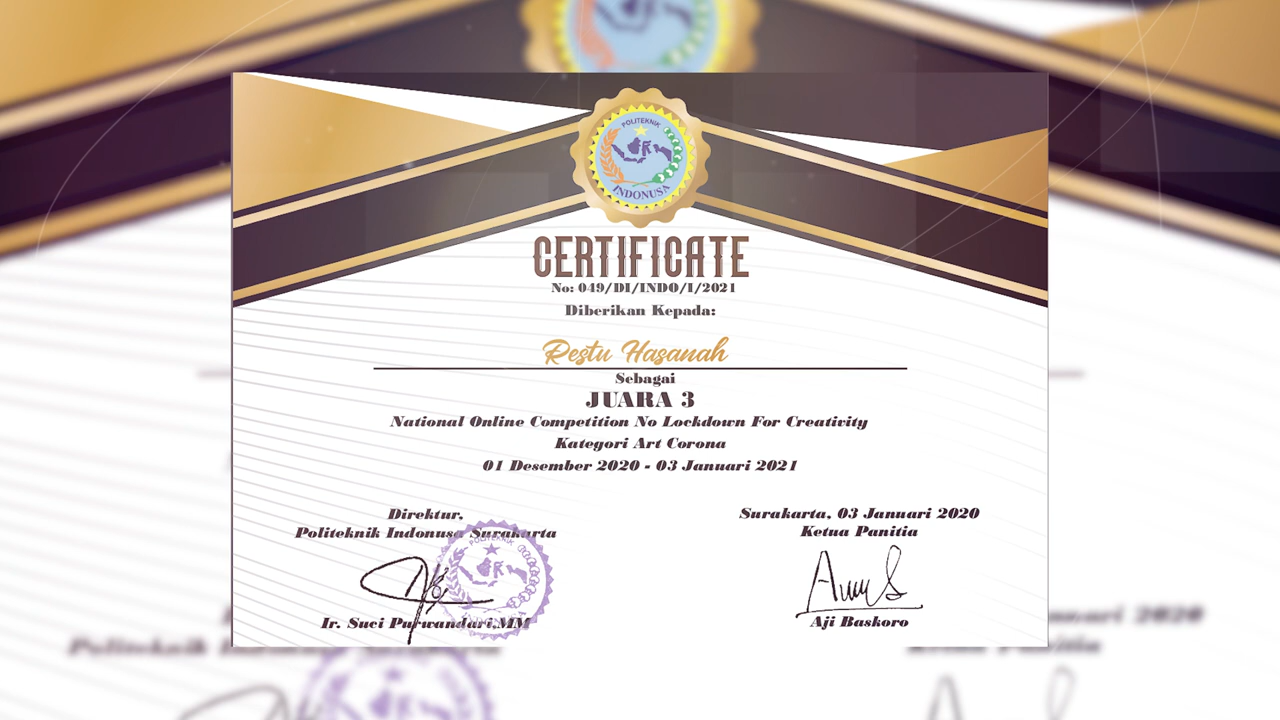 POLITEKNIK
INDONUSA
CERTIFICATE
No: 049/DI/INDO/I/2021
Diberikan Kepada:
Restu Hasanah
Sebagai
JUARA 3
National Online Competition No Lockdown For Creativity
Kategori Art Corona
01 Desember 2020 - 03 Januari 2021
Direktur.
Politeknik Indonusa Surakarta
POLITEKNIK
INDONUSA
Ir. Suci Purwandari,MM
Surakarta, 03 Januari 2020
Ketua Panitia
Aji Baskoro